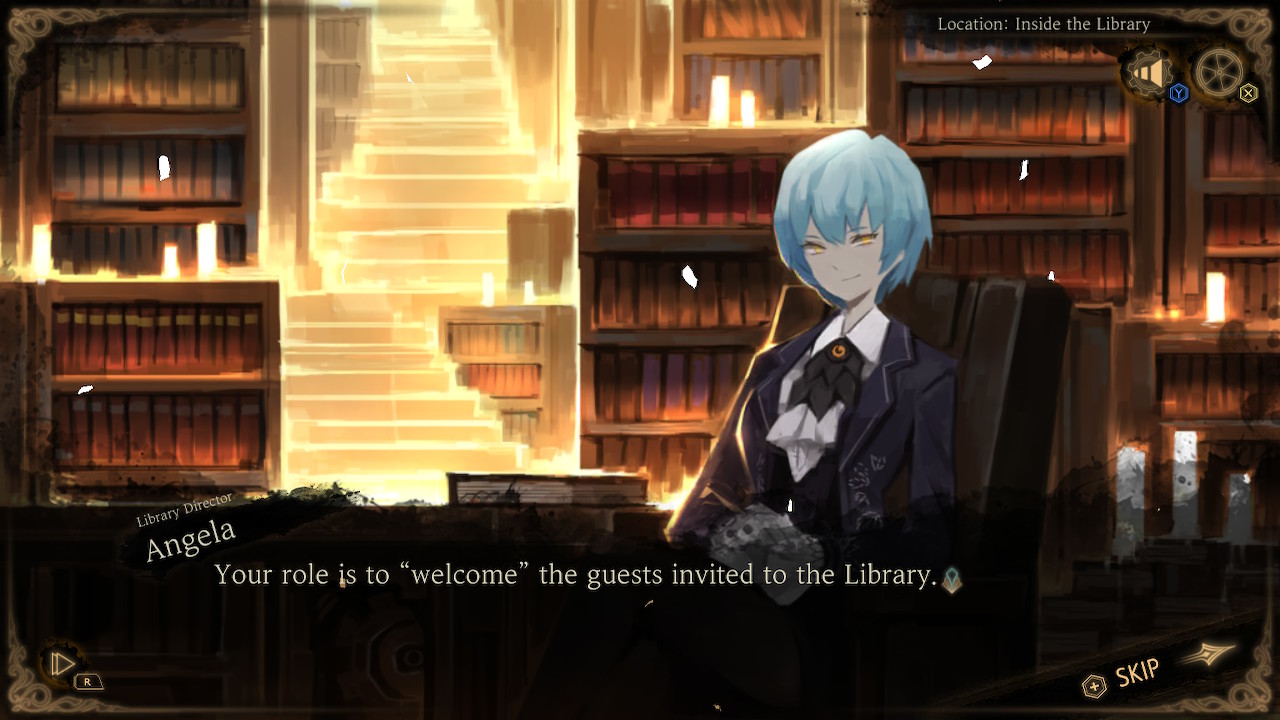 Location: Inside the Library
Y
X
Library Director
Angela
Your role is to “welcome” the guests invited to the Library.
R
SKIP